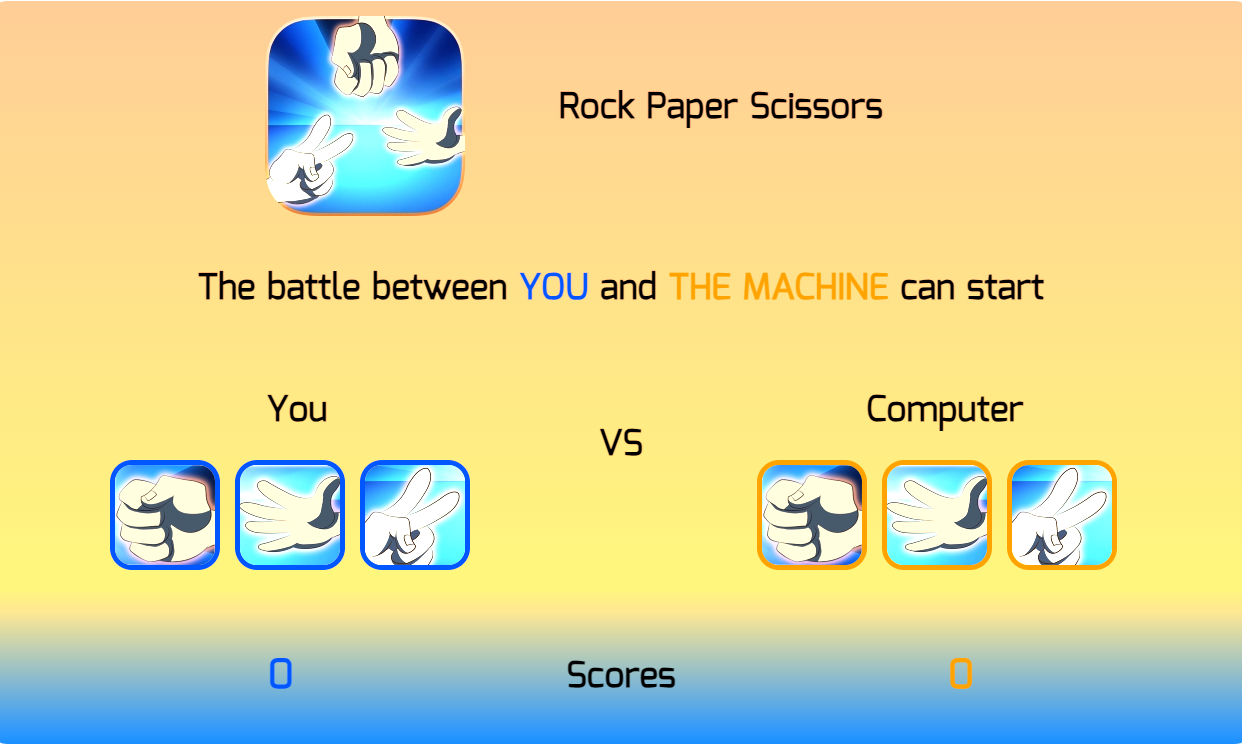 Rock Paper Scissors
The battle between YOU and THE MACHINE can start
You
VS
Computer
0
Scores
0